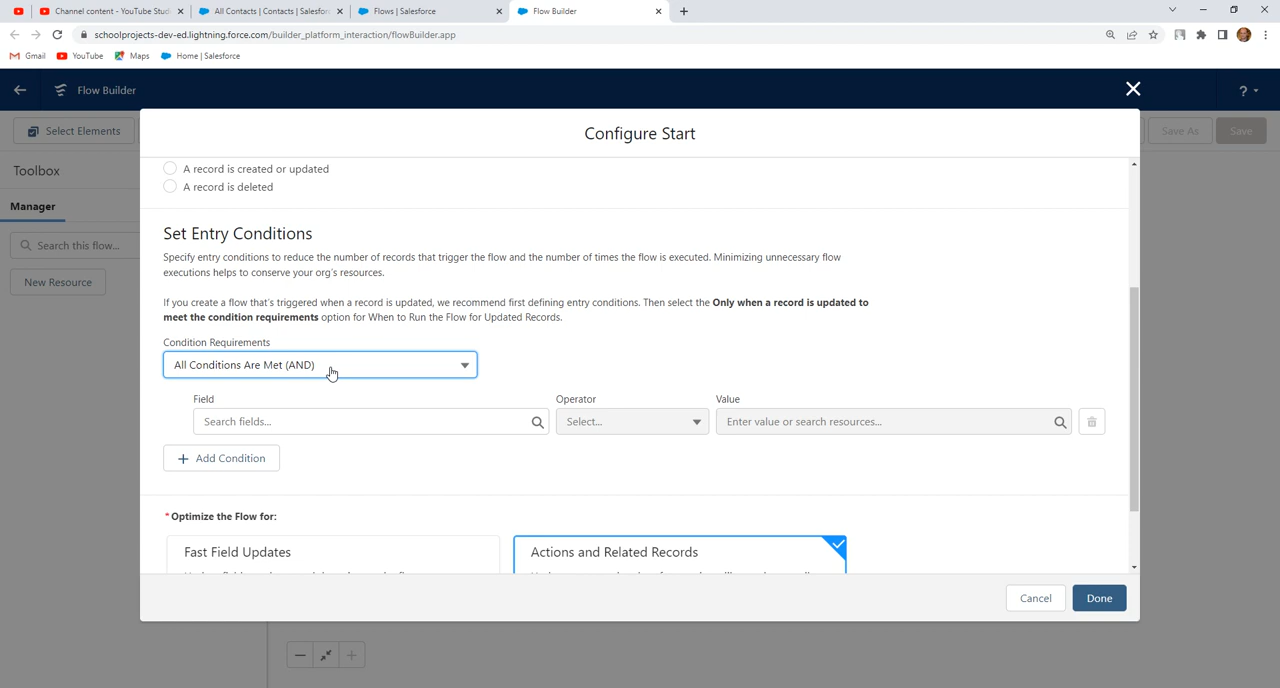 Channel content - YouTube Stud
All Contacts | Contacts | Salesfor
Flows | Salesforce
Flow Builder
schoolprojects-dev-ed.lightning.force.com/builder_platform_interaction/flowBuilder.app
Gmail
YouTube
Maps
Home | Salesforce
Flow Builder
?
Select Elements
Configure Start
Save As
Save
Toolbox
A record is created or updated
A record is deleted
Manager
Search this flow...
New Resource
Set Entry Conditions
Specify entry conditions to reduce the number of records that trigger the flow and the number of times the flow is executed. Minimizing unnecessary flow
executions helps to conserve your org's resources.
If you create a flow that's triggered when a record is updated, we recommend first defining entry conditions. Then select the Only when a record is updated to
meet the condition requirements option for When to Run the Flow for Updated Records.
Condition Requirements
All Conditions Are Met (AND)
Field
Operator
Value
Search fields...
Select...
Enter value or search resources...
+ Add Condition
* Optimize the Flow for:
Fast Field Updates
Actions and Related Records
Cancel
Done